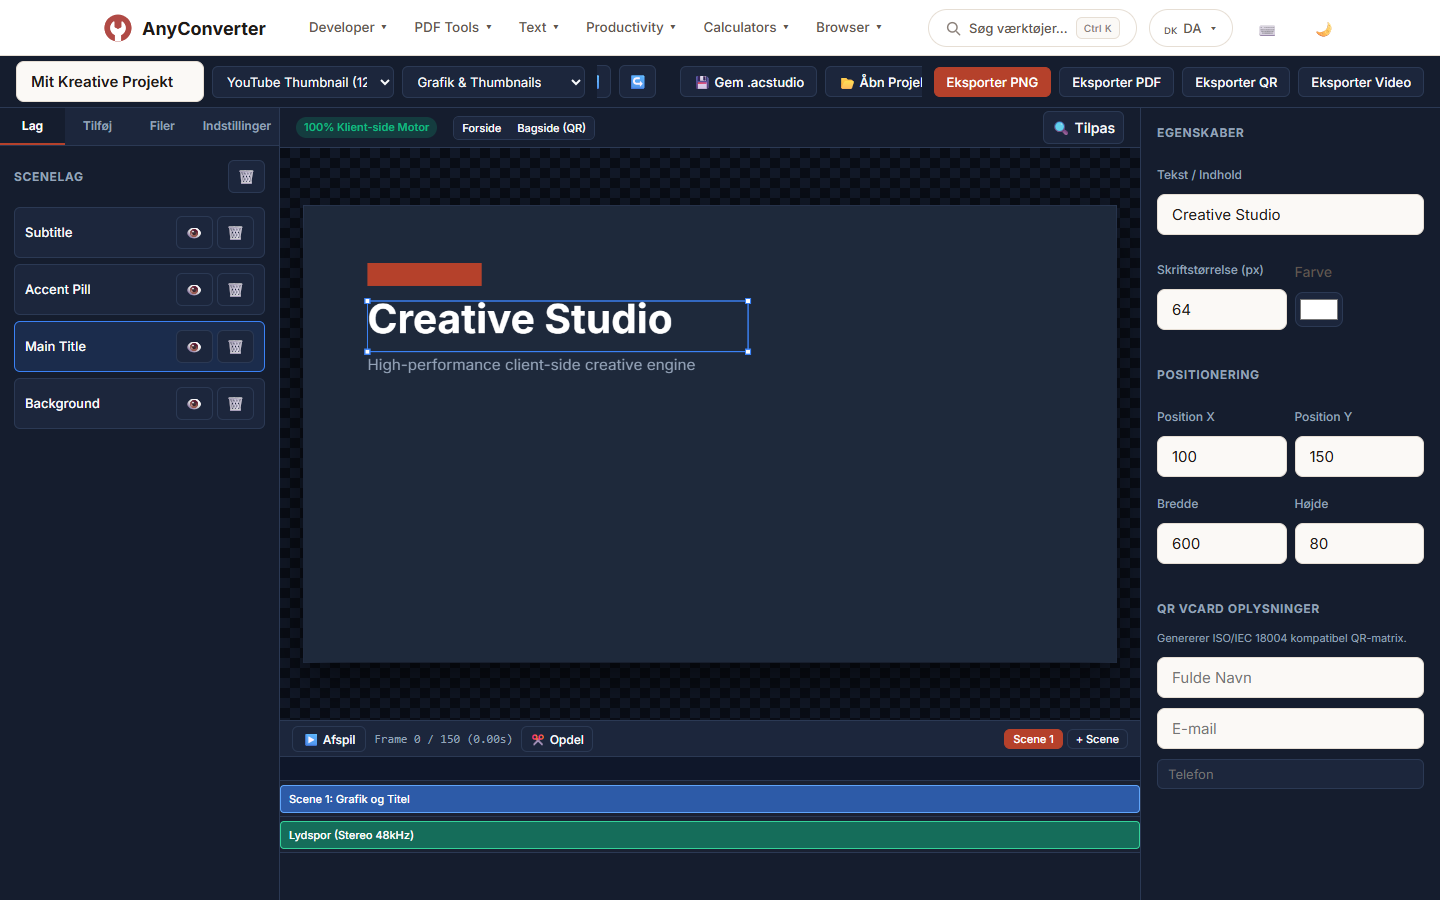 AnyConverter
Developer
PDF Tools
Text
Productivity
Calculators
Browser
Søg værktøjer...
Ctrl K
DK DA
Mit Kreative Projekt
YouTube Thumbnail (12
Grafik & Thumbnails
Gem .acstudio
Åbn Projel
Eksporter PNG
Eksporter PDF
Eksporter QR
Eksporter Video
Lag
Tilføj
Filer
Indstillinger
100% Klient-side Motor
Forside
Bagside (QR)
Tilpas
SCENELAG
Subtitle
Accent Pill
Main Title
Background
Creative Studio
High-performance client-side creative engine
Afspil
Frame 0 / 150 (0.00s)
Opdel
Scene 1
+ Scene
Scene 1: Grafik og Titel
Lydspor (Stereo 48kHz)
EGENSKABER
Tekst / Indhold
Creative Studio
Skriftstørrelse (px)
Farve
64
POSITIONERING
Position X
Position Y
100
150
Bredde
Højde
600
80
QR VCARD OPLYSNINGER
Genererer ISO/IEC 18004 kompatibel QR-matrix.
Fulde Navn
E-mail
Telefon